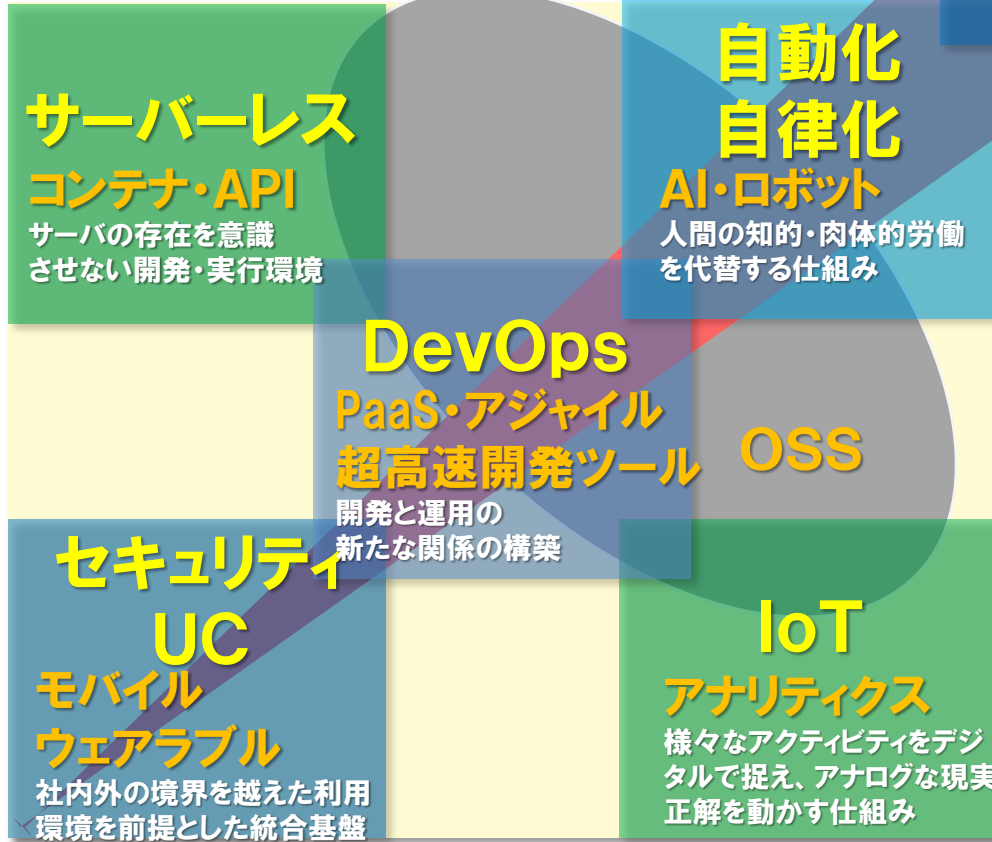 サーバーレス
コンテナ・API
サーバの存在を意識
させない開発・実行環境
自動化
自律化
AI・ロボット
人間の知的・肉体的労働
を代替する仕組み
DevOps
PaaS・アジャイル
超高速開発ツール
開発と運用の
新たな関係の構築
OSS
セキュリティ
UC
モバイル
ウェアラブル
社内外の境界を越えた利用
環境を前提とした統合基盤
IoT
アナリティクス
様々なアクティビティをデジ
タルで捉え、アナログな現実
正解を動かす仕組み